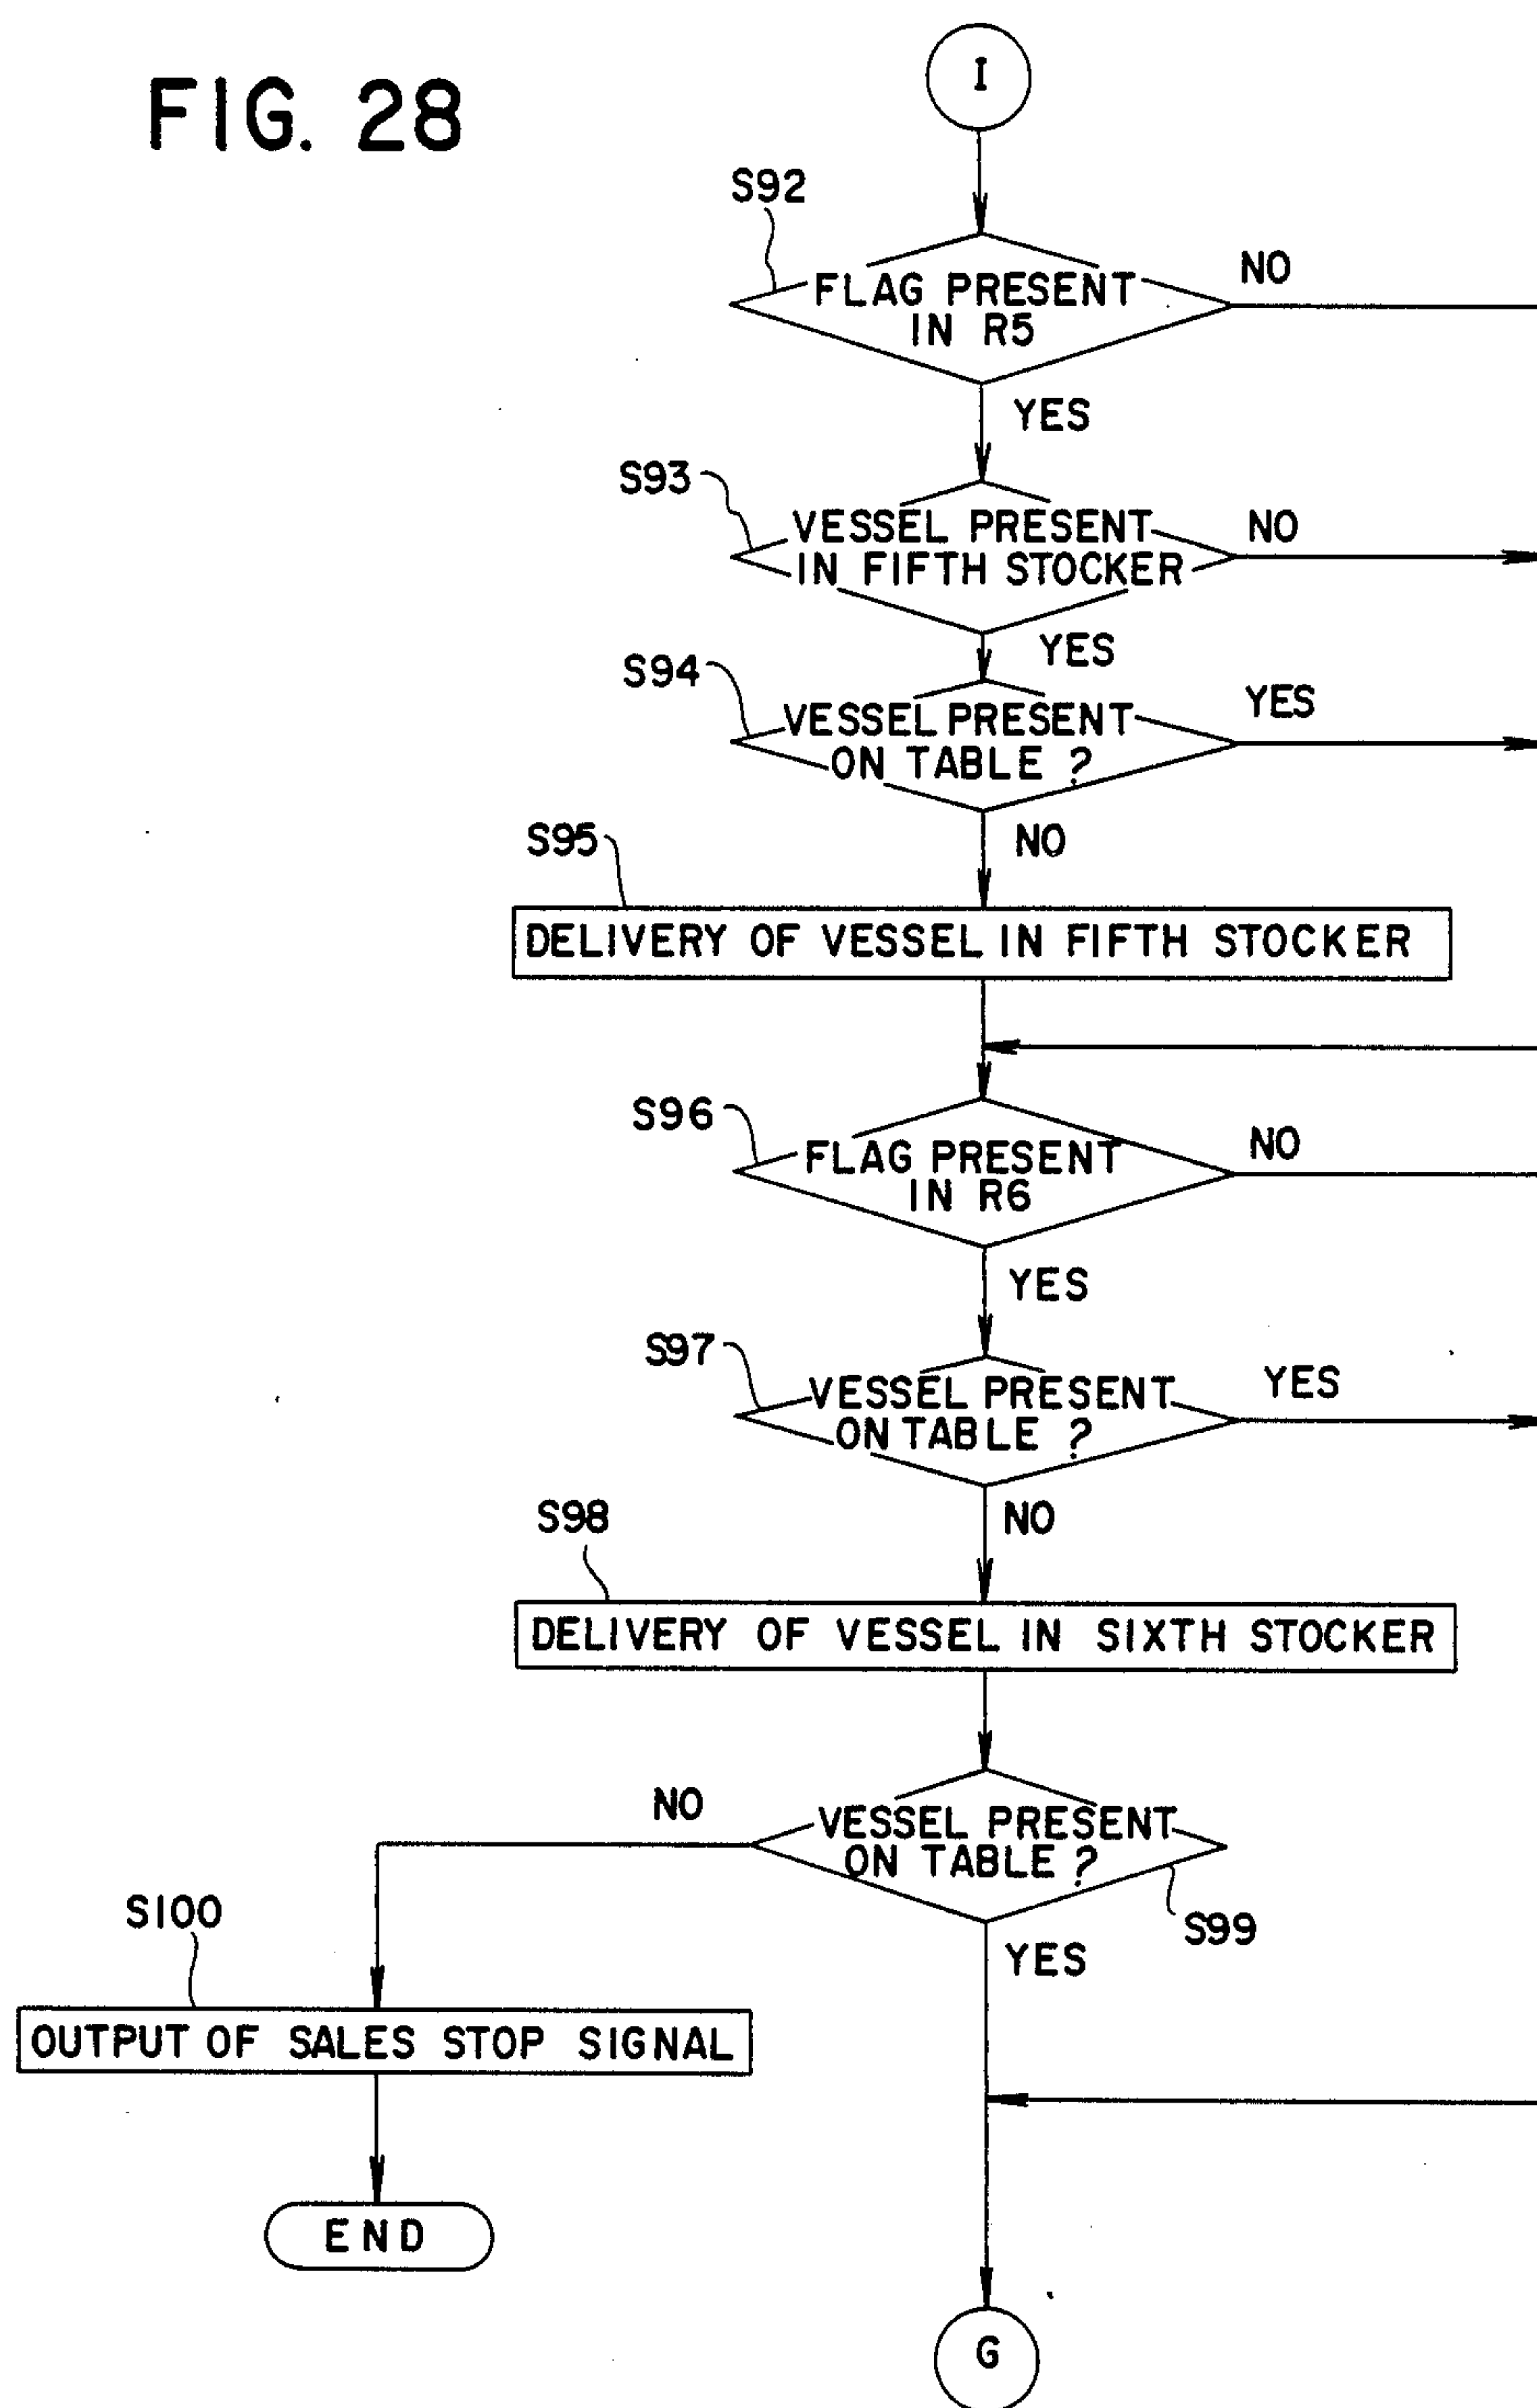 FIG. 28
I
S92
FLAG PRESENT
IN R5
NO
YES
S93
VESSEL PRESENT
IN FIFTH STOCKER
NO
YES
S94
VESSEL PRESENT
ON TABLE ?
YES
NO
S95
DELIVERY OF VESSEL IN FIFTH STOCKER
S96
FLAG PRESENT
IN R6
NO
YES
S97
VESSEL PRESENT
ON TABLE ?
YES
NO
S98
DELIVERY OF VESSEL IN SIXTH STOCKER
NO
VESSEL PRESENT
ON TABLE ?
S99
YES
S100
OUTPUT OF SALES STOP SIGNAL
END
G